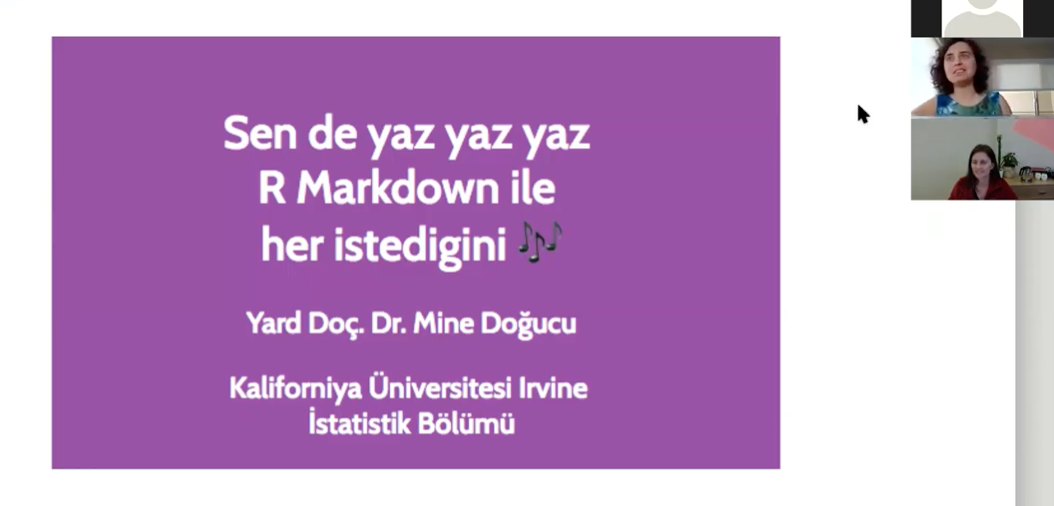 Sen de yaz yaz yaz
R Markdown ile
her istedigini 🎶
Yard Doç. Dr. Mine Doğucu
Kaliforniya Üniversitesi Irvine
İstatistik Bölümü